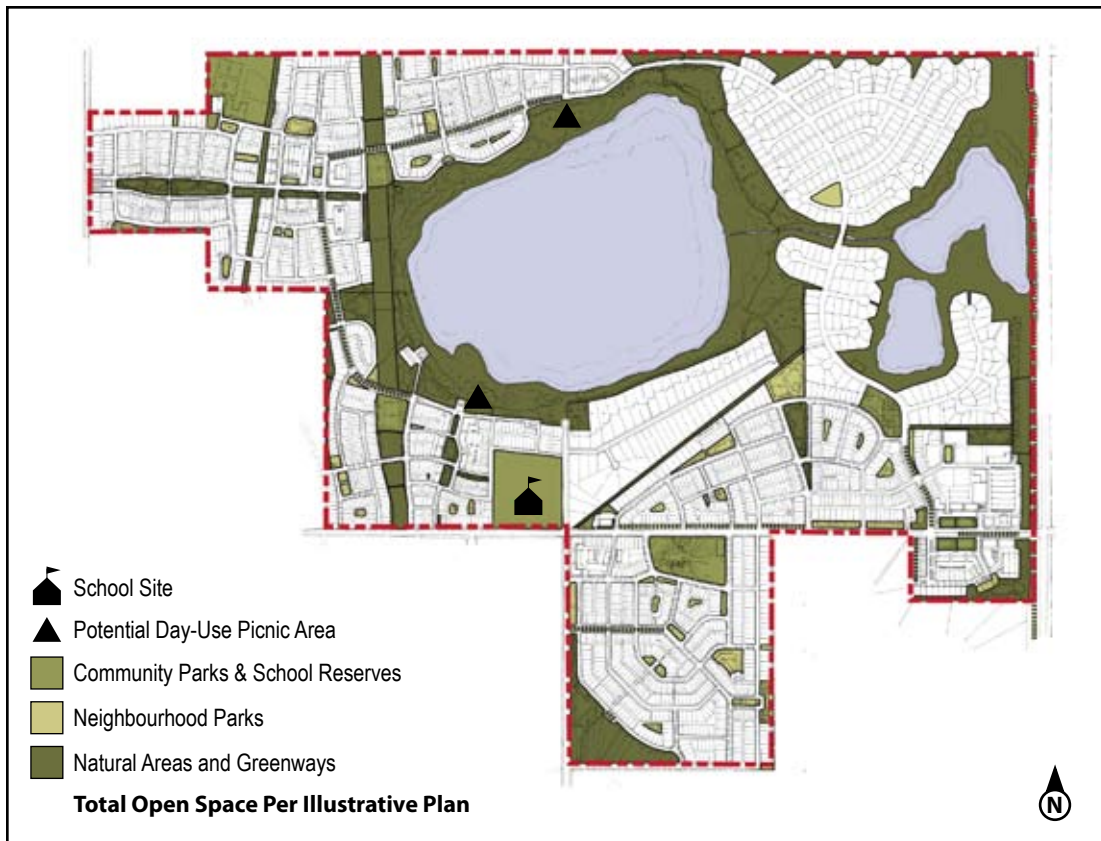 School Site
Potential Day-Use Picnic Area
Community Parks & School Reserves
Neighbourhood Parks
Natural Areas and Greenways
Total Open Space Per Illustrative Plan
N